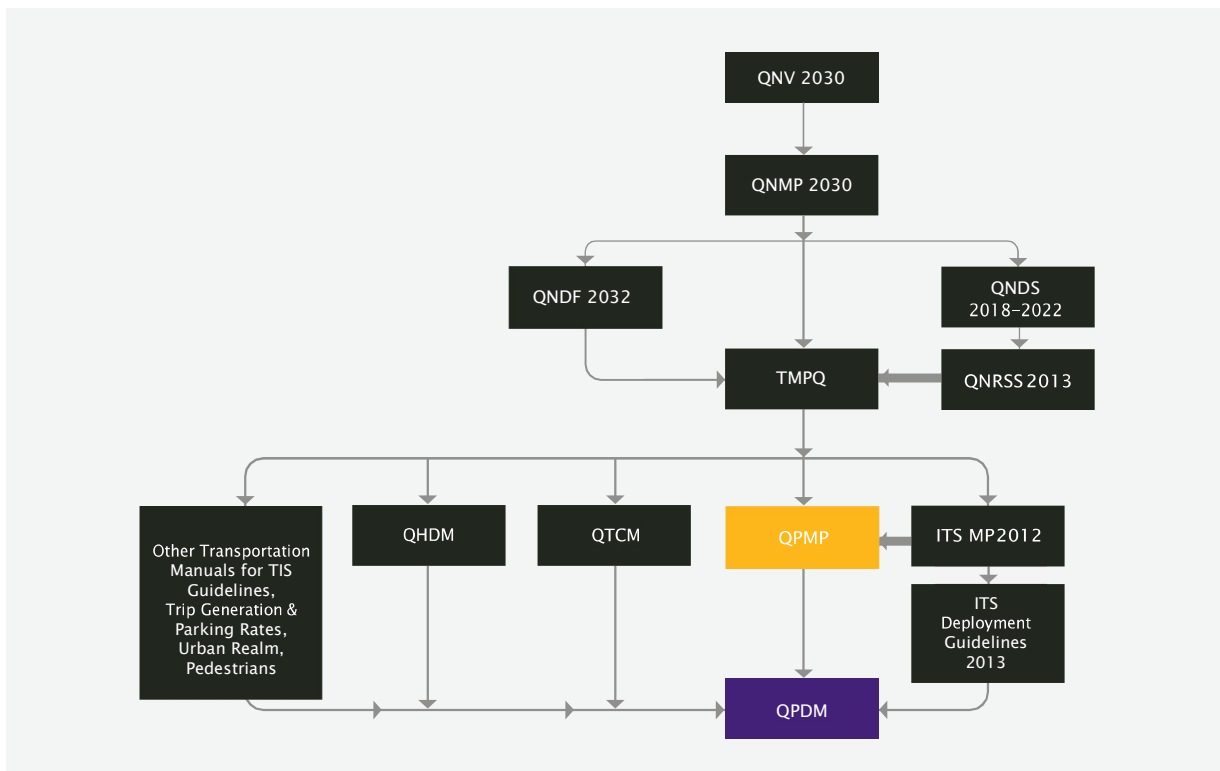 QNV 2030
QNMP 2030
QNDF 2032
QNDS
2018–2022
TMPQ
QNRSS 2013
Other Transportation
Manuals for TIS
Guidelines,
Trip Generation &
Parking Rates,
Urban Realm,
Pedestrians
QHDM
QTCM
QPMP
ITS MP2012
ITS
Deployment
Guidelines
2013
QPDM